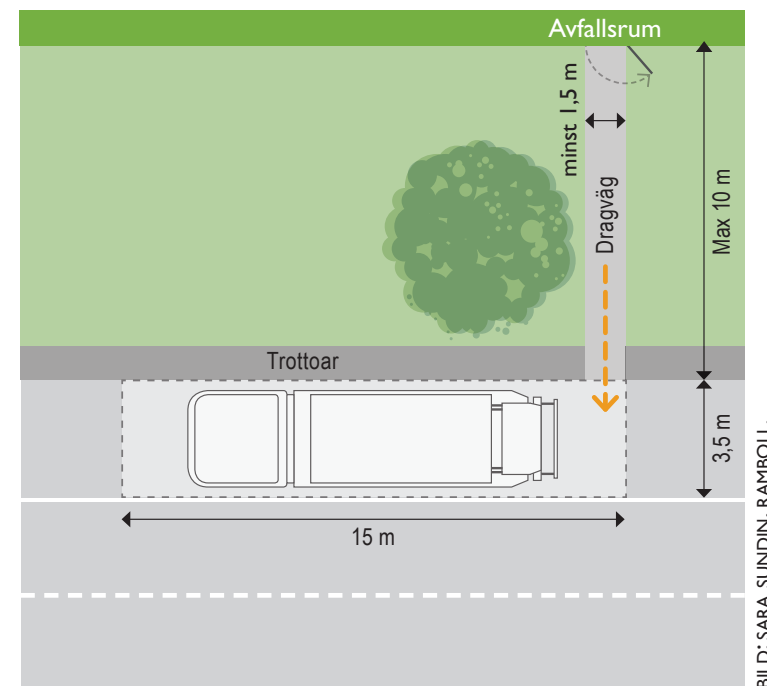 Avfallsrum
minst 1,5 m
Dragväg
Max 10 m
Trottoar
3,5 m
15 m
BILD: SARA SUNDIN, RAMBOLL.